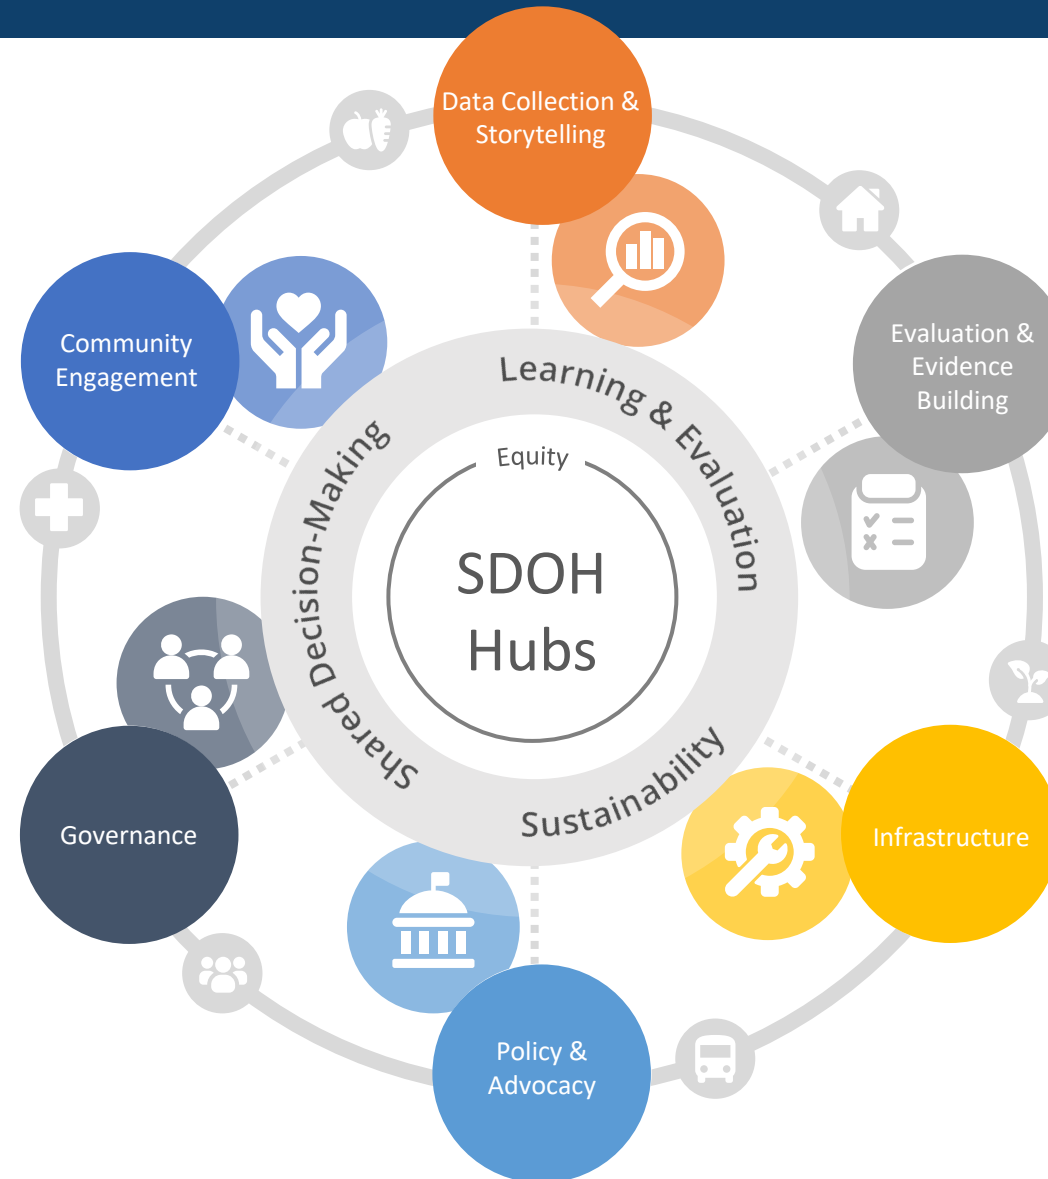 Data Collection &
Storytelling
Community
Engagement
Evaluation &
Evidence
Building
Learning & Evaluation
Shared Decision-Making
Sustainability
Equity
SDOH
Hubs
Governance
Infrastructure
Policy &
Advocacy